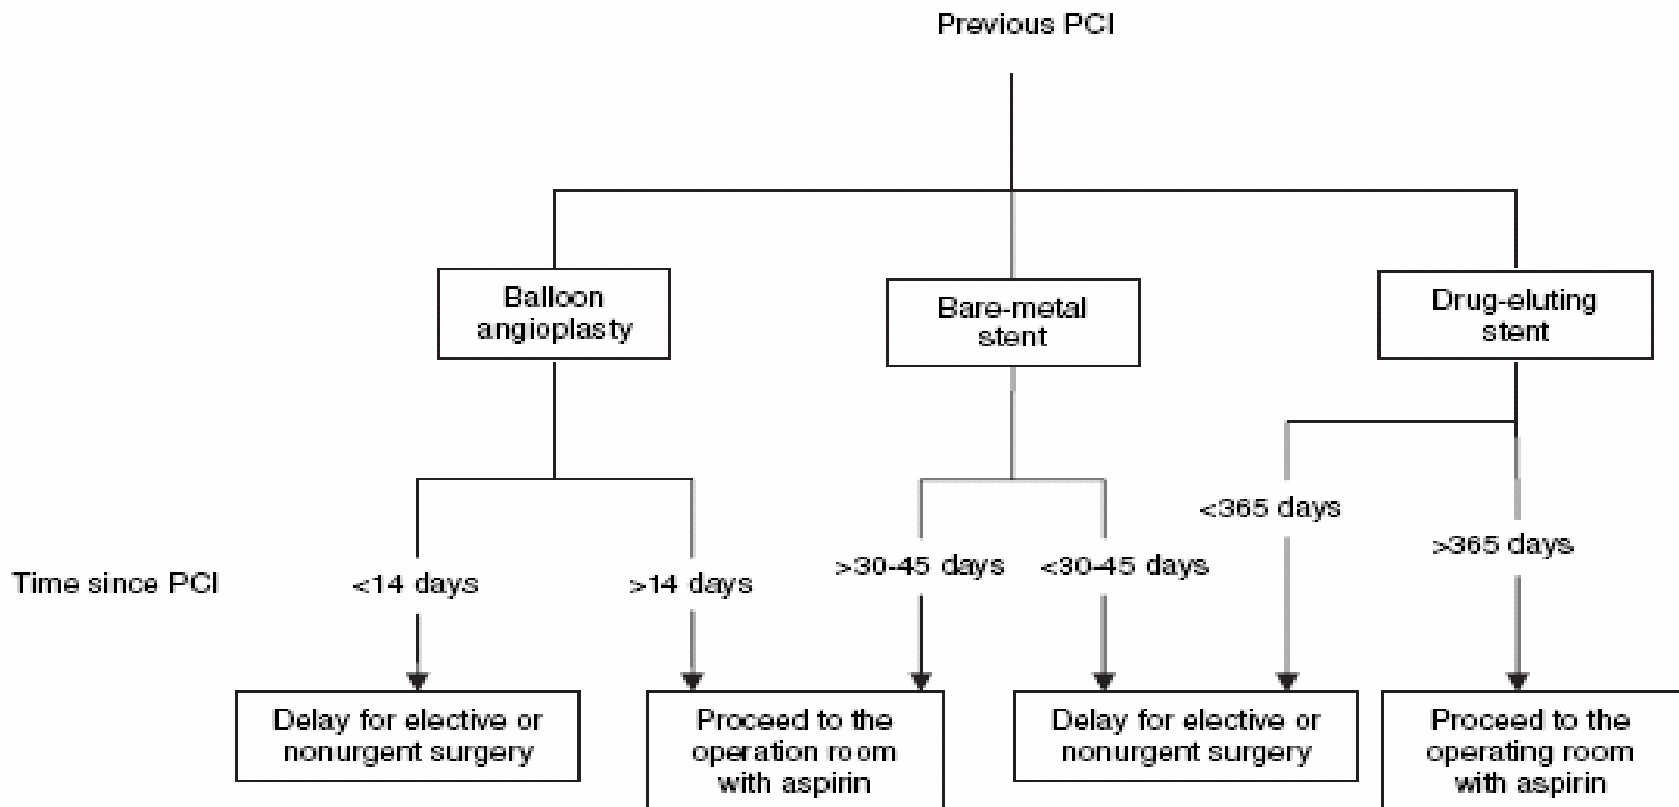 Previous PCI
Balloon
angioplasty
Bare-metal
stent
Drug-eluting
stent
Time since PCI
<14 days
>14 days
>30-45 days
<30-45 days
<365 days
>365 days
Delay for elective or
nonurgent surgery
Proceed to the
operation room
with aspirin
Delay for elective or
nonurgent surgery
Proceed to the
operating room
with aspirin